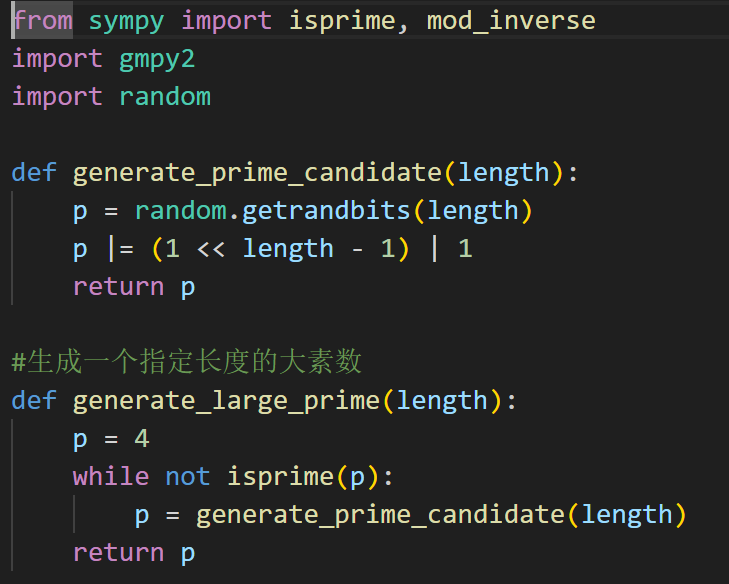 from sympy import isprime, mod_inverse
import gmpy2
import random
def generate_prime_candidate(length):
    p = random.getrandbits(length)
    p |= (1 << length - 1) | 1
    return p
#生成一个指定长度的大素数
def generate_large_prime(length):
    p = 4
    while not isprime(p):
        p = generate_prime_candidate(length)
    return p